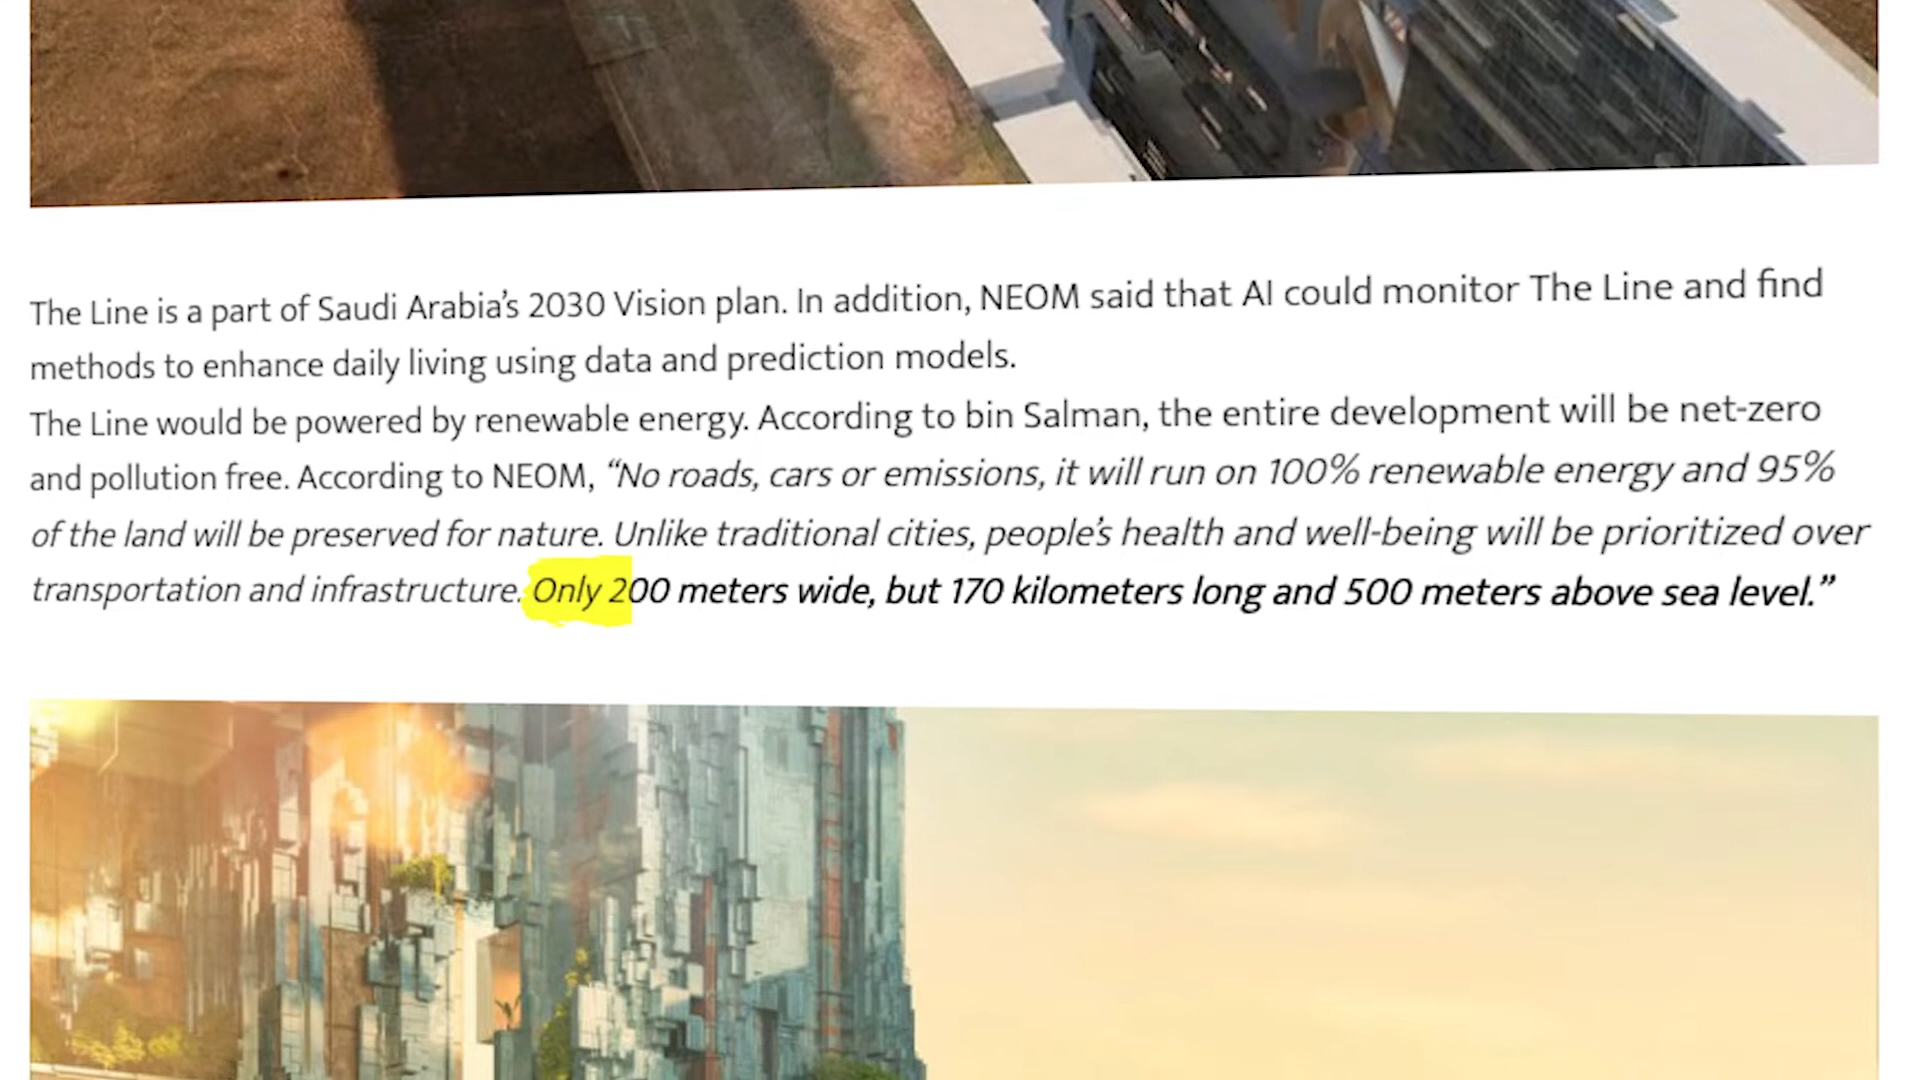 The Line is a part of Saudi Arabia's 2030 Vision plan. In addition, NEOM said that AI could monitor The Line and find
methods to enhance daily living using data and prediction models.
The Line would be powered by renewable energy. According to bin Salman, the entire development will be net-zero
and pollution free. According to NEOM, “No roads, cars or emissions, it will run on 100% renewable energy and 95%
of the land will be preserved for nature. Unlike traditional cities, people's health and well-being will be prioritized over
transportation and infrastructure. Only 200 meters wide, but 170 kilometers long and 500 meters above sea level.”